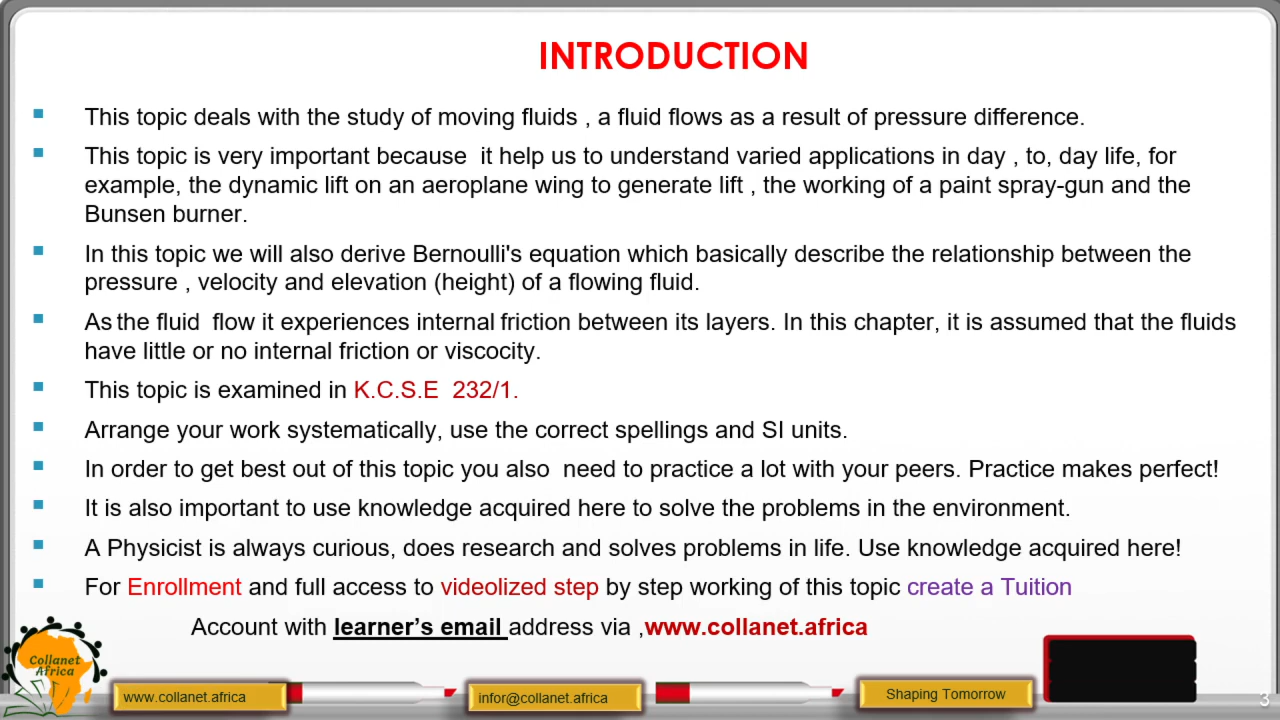 INTRODUCTION
This topic deals with the study of moving fluids , a fluid flows as a result of pressure difference.
This topic is very important because it help us to understand varied applications in day , to, day life, for
example, the dynamic lift on an aeroplane wing to generate lift , the working of a paint spray-gun and the
Bunsen burner.
In this topic we will also derive Bernoulli's equation which basically describe the relationship between the
pressure , velocity and elevation (height) of a flowing fluid.
As the fluid flow it experiences internal friction between its layers. In this chapter, it is assumed that the fluids
have little or no internal friction or viscocity.
This topic is examined in K.C.S.E 232/1.
Arrange your work systematically, use the correct spellings and SI units.
In order to get best out of this topic you also need to practice a lot with your peers. Practice makes perfect!
It is also important to use knowledge acquired here to solve the problems in the environment.
A Physicist is always curious, does research and solves problems in life. Use knowledge acquired here!
For Enrollment and full access to videolized step by step working of this topic create a Tuition
Account with learner’s email address via ,www.collanet.africa
Collanet
Africa
www.collanet.africa
infor@collanet.africa
Shaping Tomorrow
3